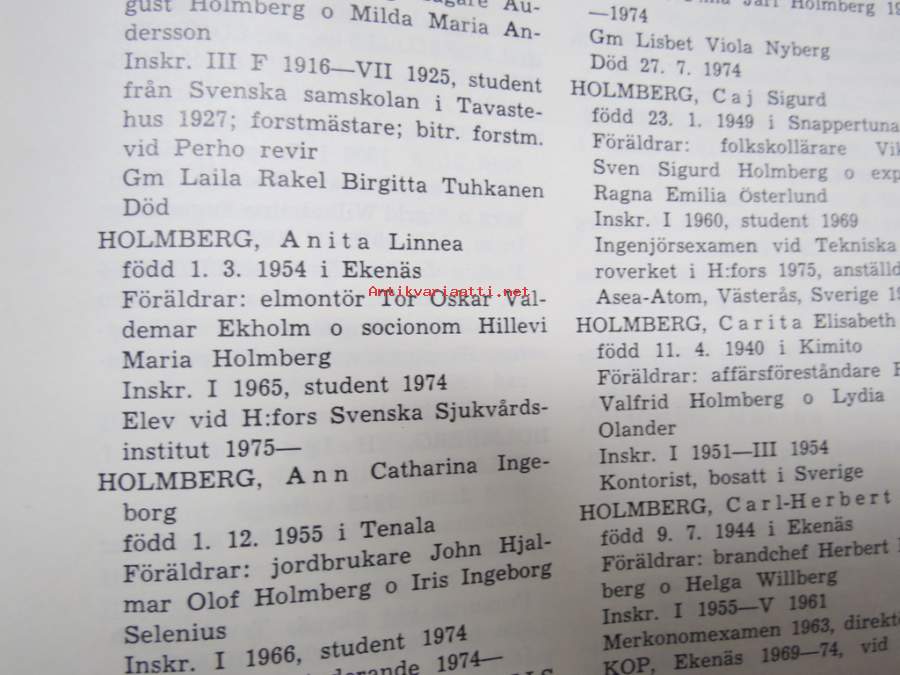 gust Holmberg o Milda Maria An-
dersson
Inskr. III F 1916—VII 1925, student
från Svenska samskolan i Tavaste-
hus 1927; forstmästare; bitr. forstm.
vid Perho revir
Gm Laila Rakel Birgitta Tuhkanen
Död
HOLMBERG, Anita Linnea
född 1. 3. 1954 i Ekenäs
Föräldrar: elmontör Tor Oskar Val-
demar Ekholm o socionom Hillevi
Maria Holmberg
Inskr. I 1965, student 1974
Elev vid H:fors Svenska Sjukvårds-
institut 1975—
HOLMBERG, Ann Catharina Inge-
borg
född 1. 12. 1955 i Tenala
Föräldrar: jordbrukare John Hjal-
mar Olof Holmberg o Iris Ingeborg
Selenius
Inskr. I 1966, student 1974
1974—
Jarl Holmberg
—1974
Gm Lisbet Viola Nyberg
Död 27. 7. 1974
HOLMBERG, Caj Sigurd
född 23. 1. 1949 i Snappertuna
Föräldrar: folkskollärare
Sven Sigurd Holmberg o
Ragna Emilia Österlund
Inskr. I 1960, student 1969
Ingenjörsexamen vid Tekniska
roverket i H:fors 1975, anställd
Asea-Atom, Västerås, Sverige
HOLMBERG, Carita Elisabeth
född 11. 4. 1940 i Kimito
Föräldrar: affärsföreståndare
Valfrid Holmberg o Lydia
Olander
Inskr. I 1951—III 1954
Kontorist, bosatt i Sverige
HOLMBERG, Carl-Herbert
född 9. 7. 1944 i Ekenäs
Föräldrar: brandchef Herbert
berg o Helga Willberg
Inskr. I 1955—V 1961
Merkonomexamen 1963,
KOP, Ekenäs 1969—74, vid
Antikvariaatti.net